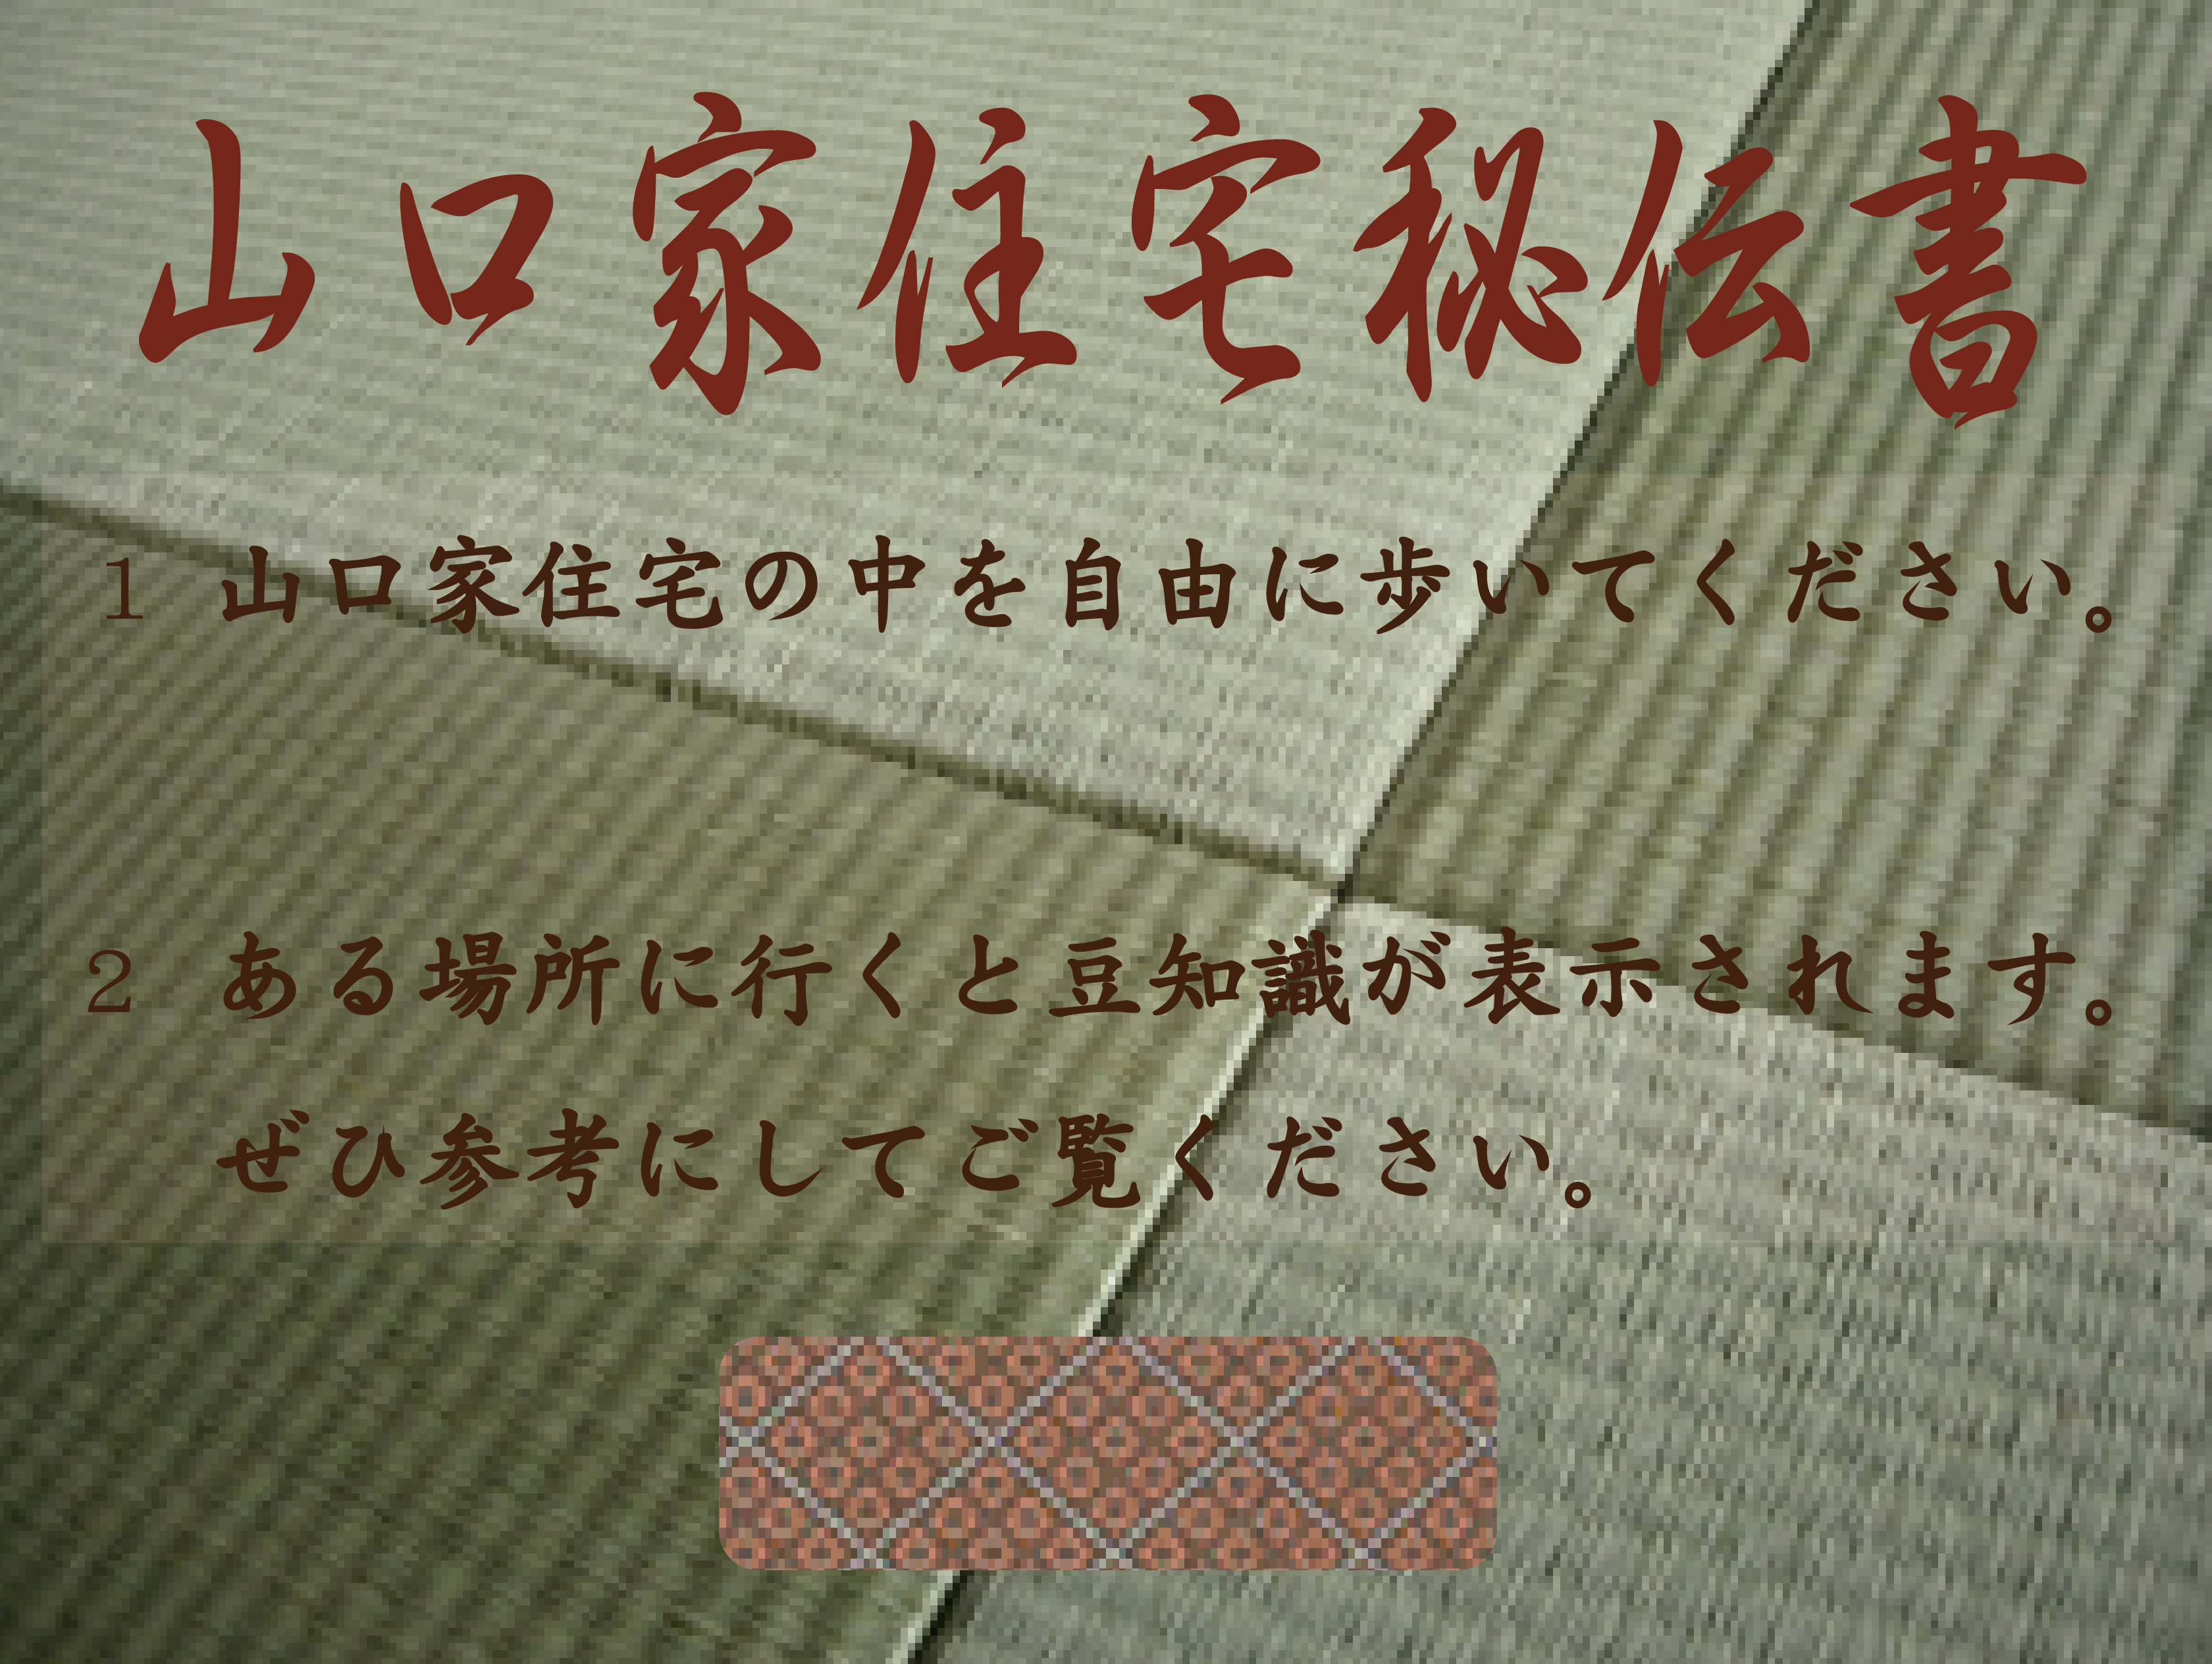 山口家住宅秘伝書
1 山口家住宅の中を自由に歩いてください。
2 ある場所に行くと豆知識が表示されます。
ぜひ参考にしてご覧ください。